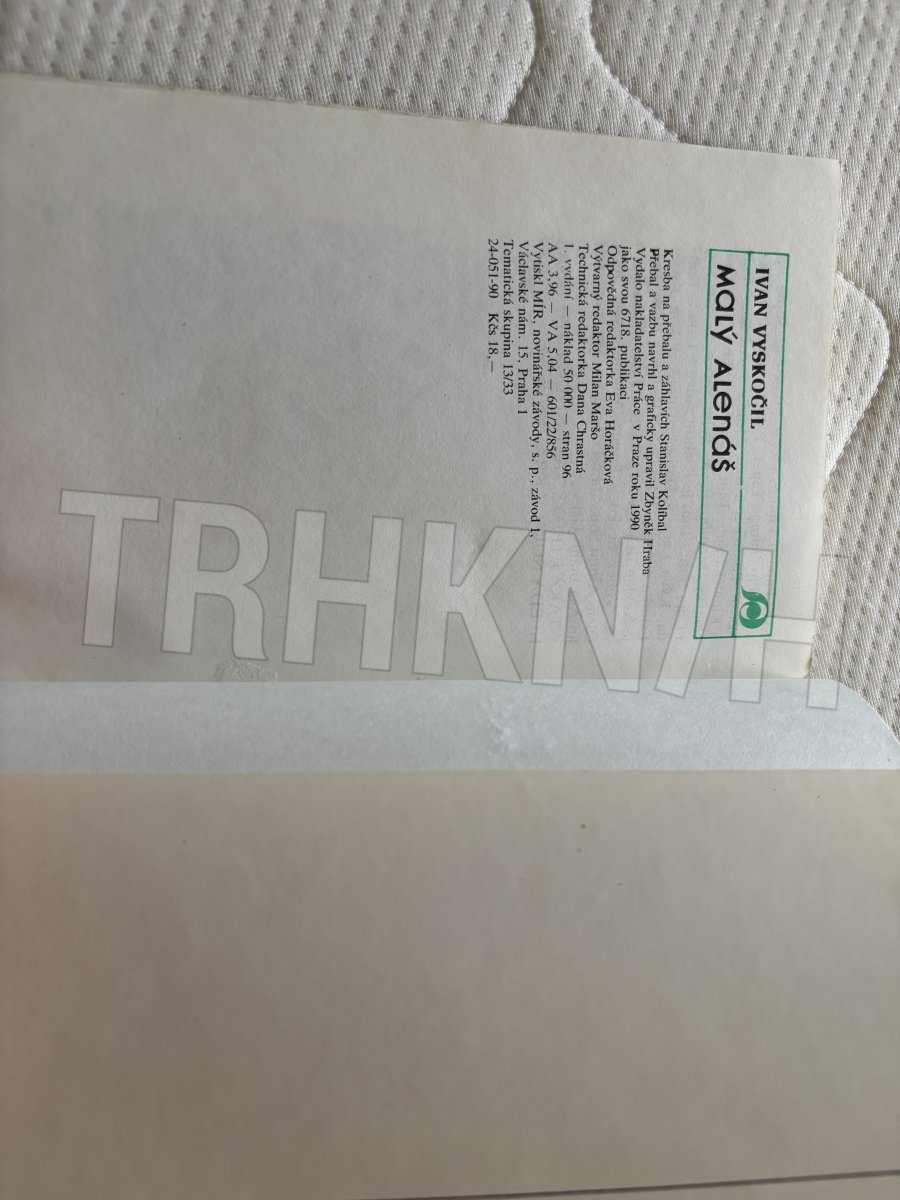 IVAN VYSKOČIL
MALÝ ALENÁŠ
Kresba na přebalu a záhlavích Stanislav Kolíbal
Přebal a vazbu navrhl a graficky upravil Zbyněk Hraba
Vydalo nakladatelství Práce v Praze roku 1990
jako svou 6718. publikaci
Odpovědná redaktorka Eva Horáčková
Výtvarný redaktor Milan Maršo
Technická redaktorka Dana Chrastná
1. vydání – náklad 50 000 – stran 96
AA 3,96 – VA 5,04 – 601/22/856
Vytiskl MÍR, novinářské závody, s. p., závod 1,
Václavské nám. 15, Praha 1
Tematická skupina 13/33
24-051-90 Kčs 18,–